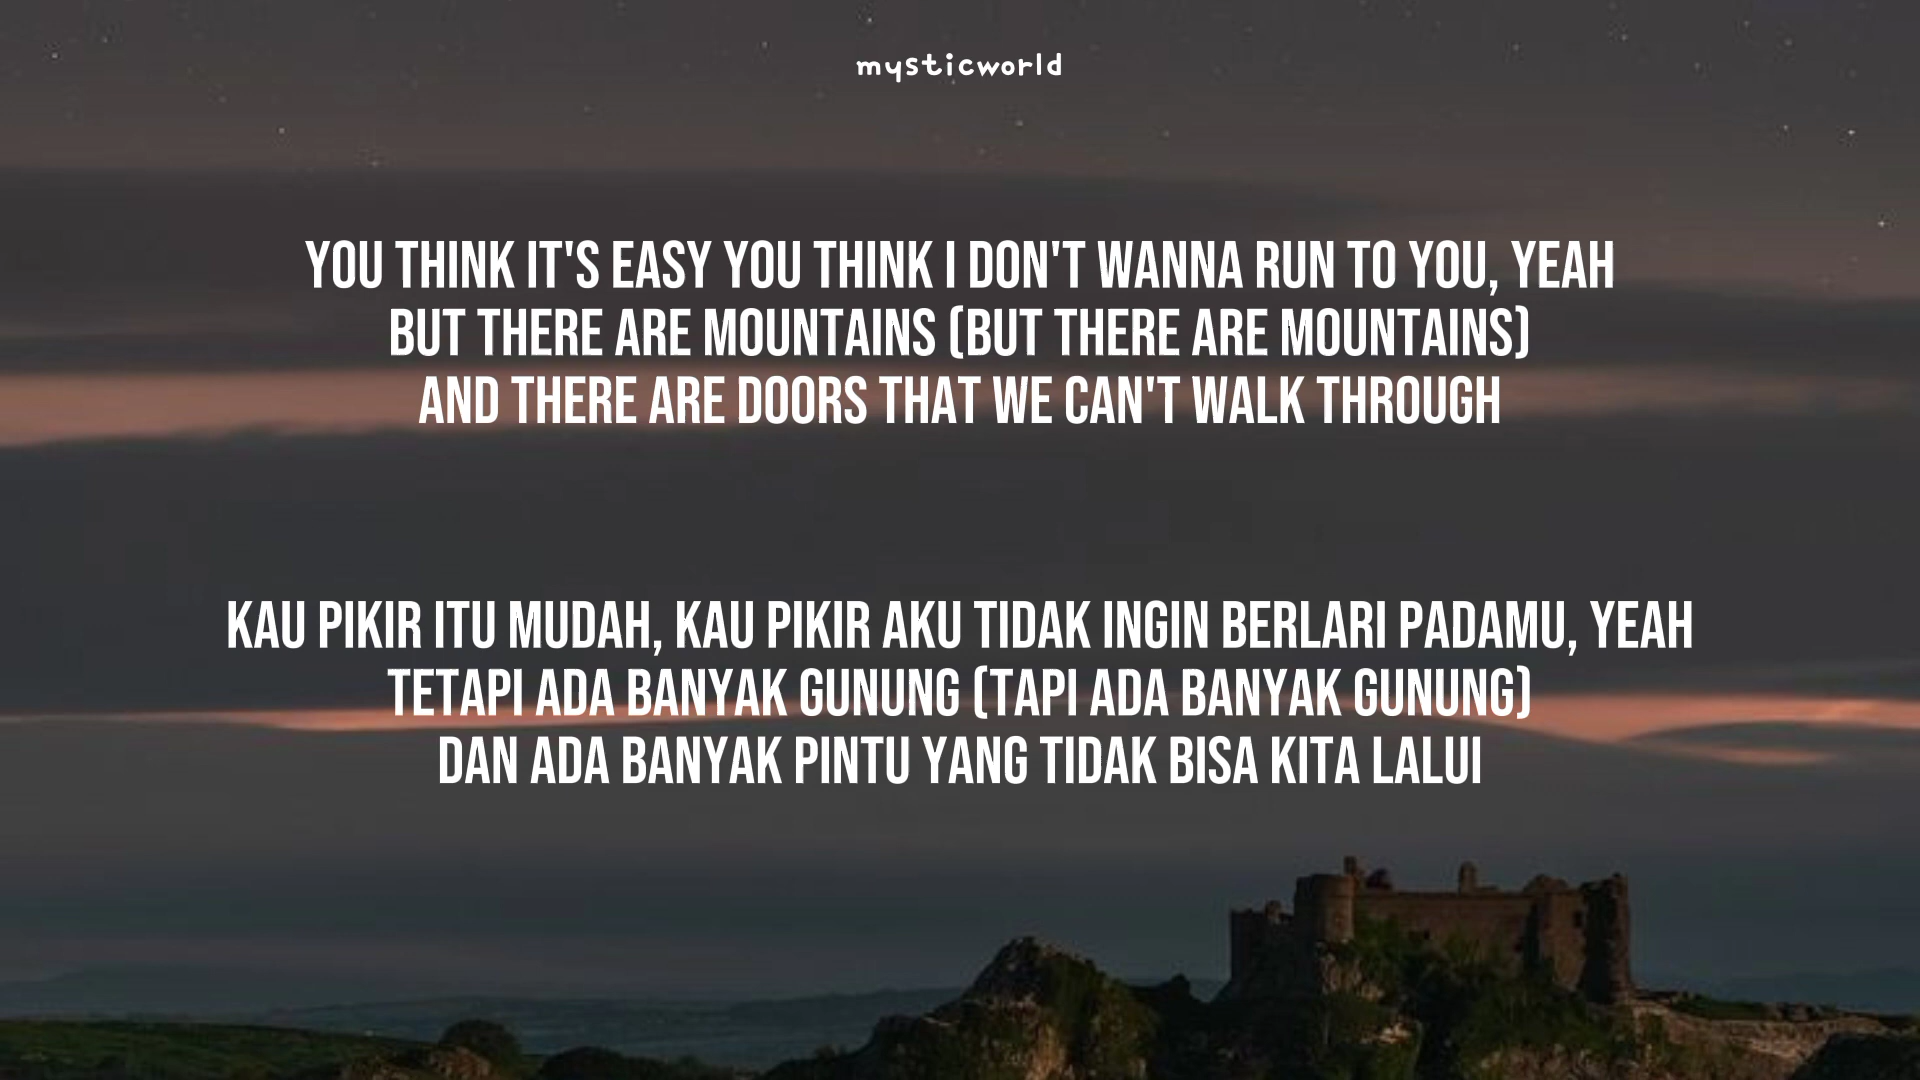 mysticworld
YOU THINK IT'S EASY YOU THINK I DON'T WANNA RUN TO YOU, YEAH
BUT THERE ARE MOUNTAINS (BUT THERE ARE MOUNTAINS)
AND THERE ARE DOORS THAT WE CAN'T WALK THROUGH
KAU PIKIR ITU MUDAH, KAU PIKIR AKU TIDAK INGIN BERLARI PADAMU, YEAH
TETAPI ADA BANYAK GUNUNG (TAPI ADA BANYAK GUNUNG)
DAN ADA BANYAK PINTU YANG TIDAK BISA KITA LALUI